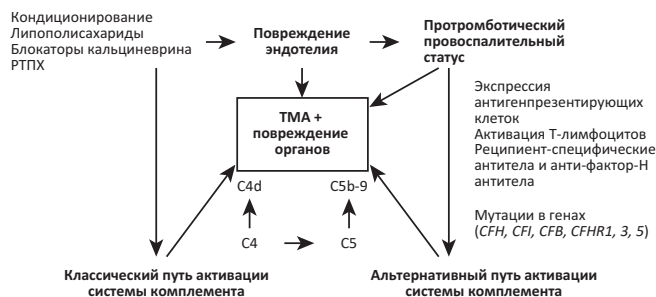 Кондиционирование
Липополисахариды
Блокаторы кальциневрина
РТПХ
Повреждение
эндотелия
Протромботический
провоспалительный
статус
ТМА +
повреждение
органов
Экспрессия
антигенпрезентирующих
клеток
Активация Т-лимфоцитов
Реципиент-специфические
антитела и анти-фактор-Н
антитела
C4d
C5b-9
Мутации в генах
(CFH, CFI, CFB, CFHR1, 3, 5)
C4
C5
Классический путь активации
системы комплемента
Альтернативный путь активации
системы комплемента